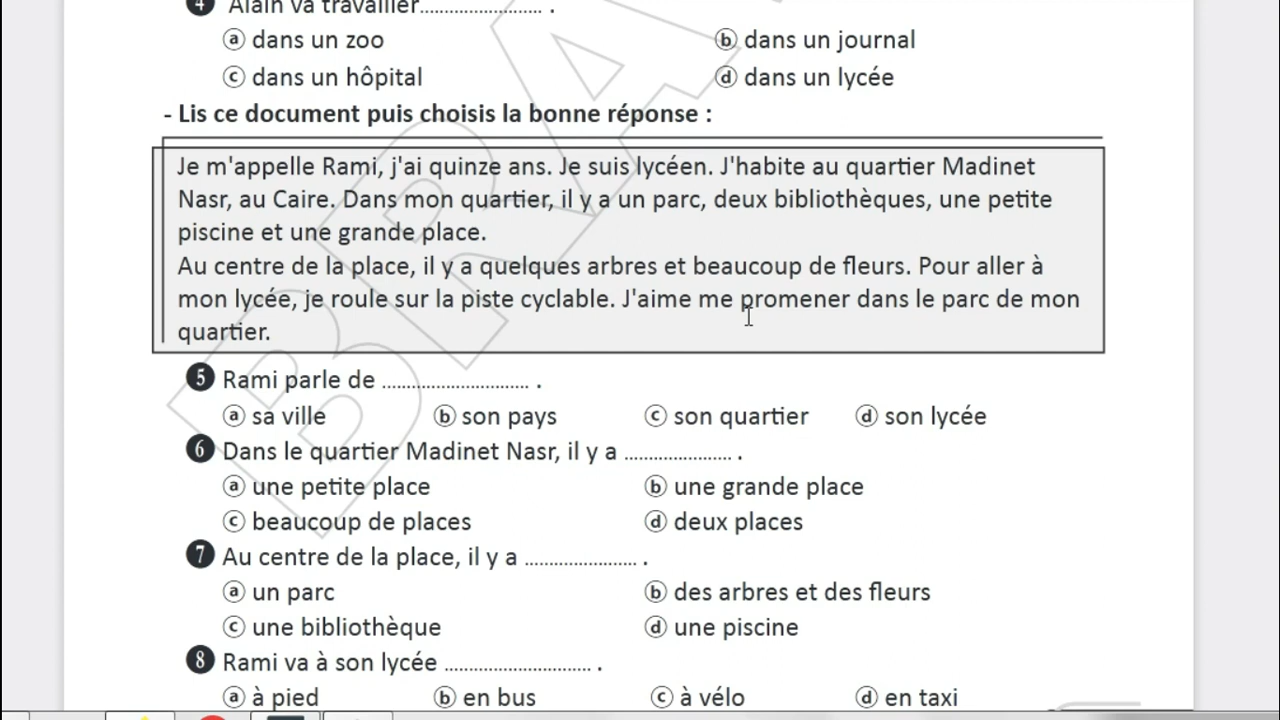 4 Alain va travailler........................ .
ⓐ dans un zoo ⓑ dans un journal
ⓒ dans un hôpital ⓓ dans un lycée
- Lis ce document puis choisis la bonne réponse :
Je m'appelle Rami, j'ai quinze ans. Je suis lycéen. J'habite au quartier Madinet
Nasr, au Caire. Dans mon quartier, il y a un parc, deux bibliothèques, une petite
piscine et une grande place.
Au centre de la place, il y a quelques arbres et beaucoup de fleurs. Pour aller à
mon lycée, je roule sur la piste cyclable. J'aime me promener dans le parc de mon
quartier.
5 Rami parle de ............................. .
ⓐ sa ville ⓑ son pays ⓒ son quartier ⓓ son lycée
6 Dans le quartier Madinet Nasr, il y a ..................... .
ⓐ une petite place ⓑ une grande place
ⓒ beaucoup de places ⓓ deux places
7 Au centre de la place, il y a ...................... .
ⓐ un parc ⓑ des arbres et des fleurs
ⓒ une bibliothèque ⓓ une piscine
8 Rami va à son lycée ............................. .
ⓐ à pied ⓑ en bus ⓒ à vélo ⓓ en taxi